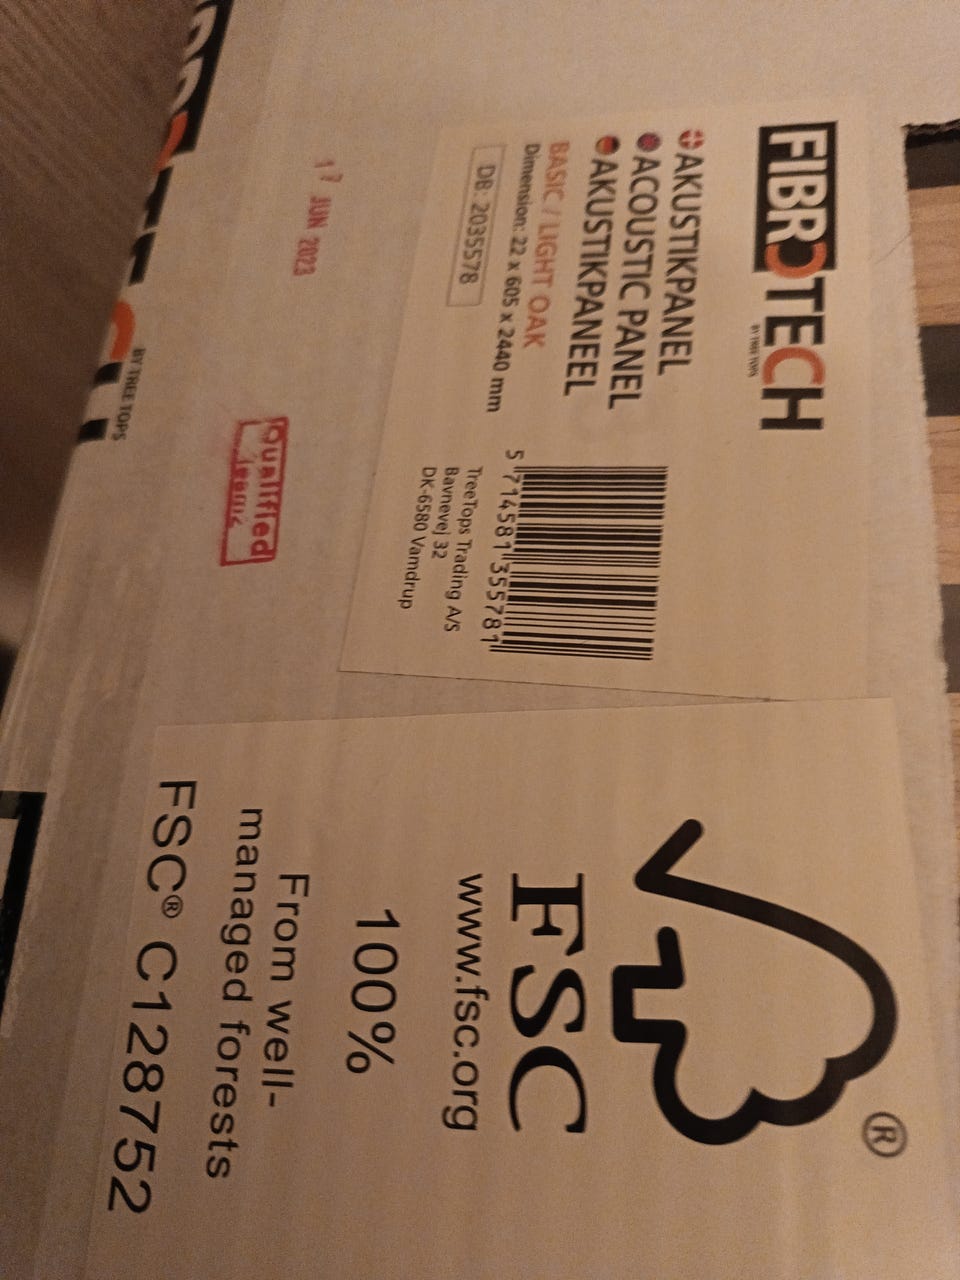 FIBROTECH
BY TREE TOPS
AKUSTIKPANEL
ACOUSTIC PANEL
AKUSTIKPANEEL
BASIC / LIGHT OAK
Dimension: 22 x 605 x 2440 mm
DB: 2035578
5 714581 355781
TreeTops Trading A/S
Bavnevej 32
DK-6580 Vamdrup
17 JUN 2023
Qualified
BY TREE TOPS
®
FSC
www.fsc.org
100%
From well-
managed forests
FSC® C128752